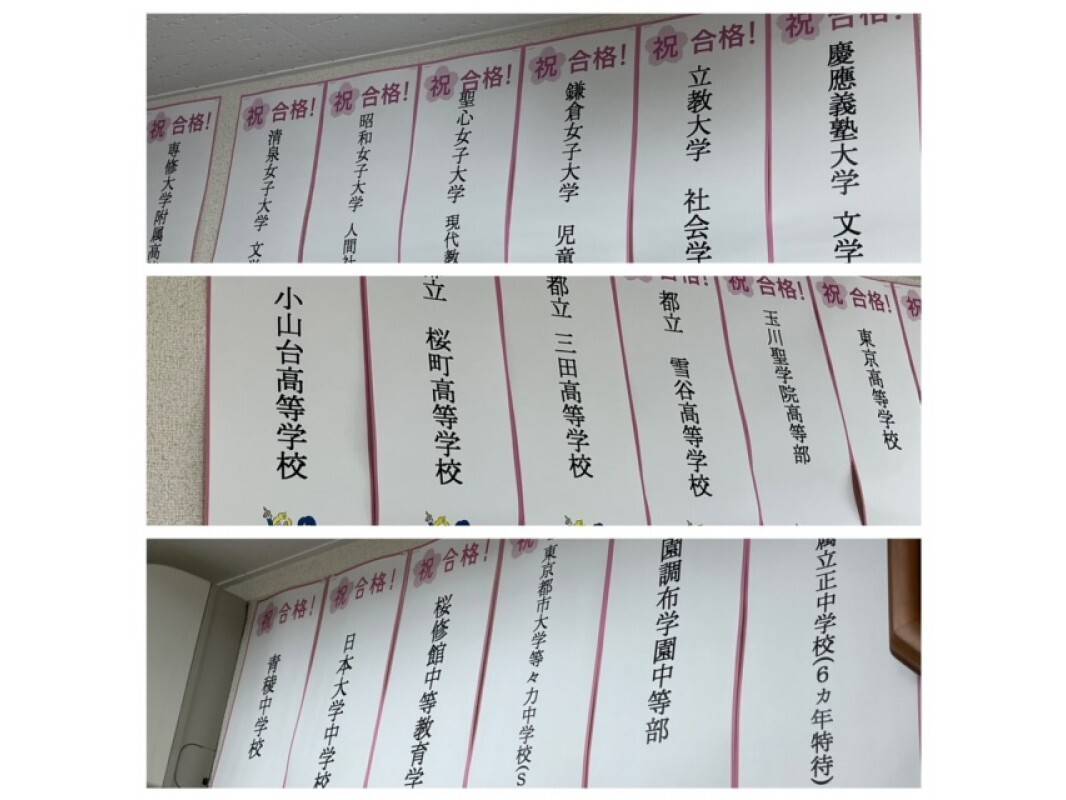 祝 合格!
専修大学附属高
祝 合格!
清泉女子大学 文学
祝 合格!
昭和女子大学 人間社
祝 合格!
聖心女子大学 現代教
祝 合格!
鎌倉女子大学 児童
祝 合格!
立教大学 社会学
祝 合格!
慶應義塾大学 文学
小山台高等学校
立 桜町高等学校
都立 三田高等学校
合格!
都立 雪谷高等学校
祝 合格!
玉川聖学院高等部
祝 合格!
東京高等学校
祝
祝 合格!
青稜中学校
祝 合格!
日本大学中学校
祝 合格!
桜修館中等教育学
祝
東京都市大学等々力中学校(S
園調布学園中等部
属立正中学校(6ヵ年特待)